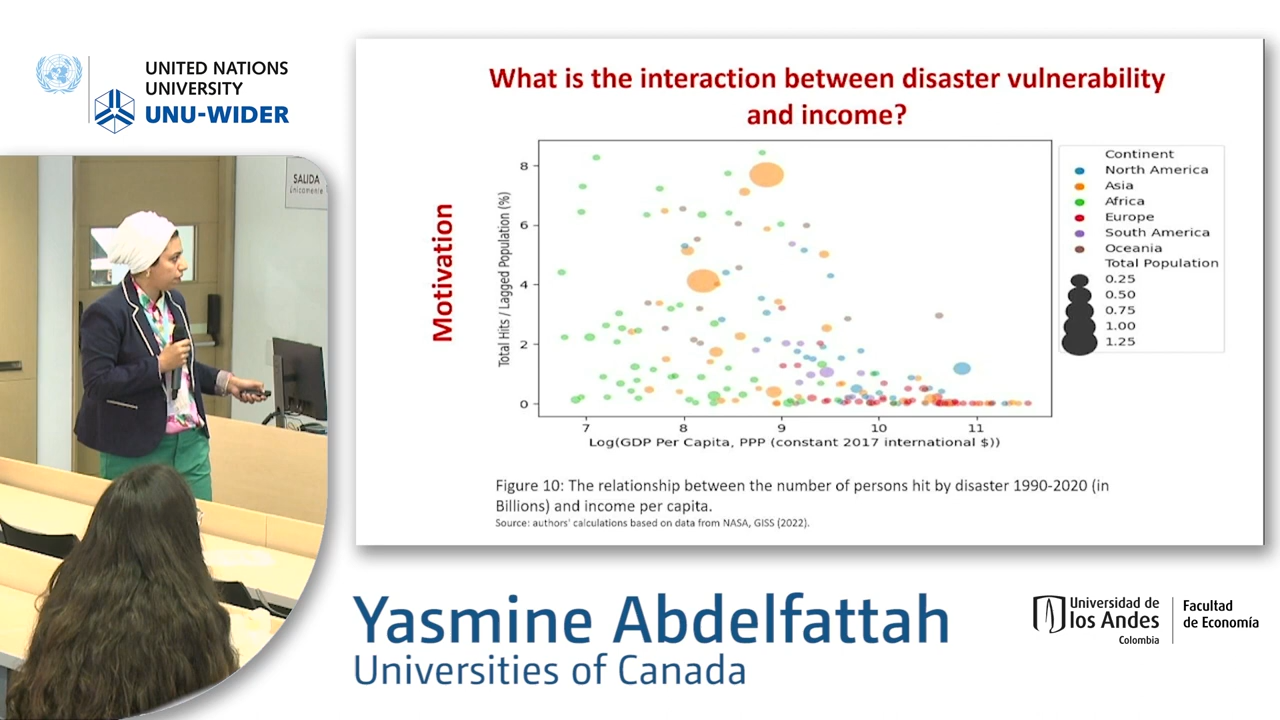 UNITED NATIONS
UNIVERSITY
UNU-WIDER
SALIDA
Únicamente
What is the interaction between disaster vulnerability
and income?
Motivation
Total Hits / Lagged Population (%)
8
6
4
2
0
7 8 9 10 11
Log(GDP Per Capita, PPP (constant 2017 international $))
Continent
North America
Asia
Africa
Europe
South America
Oceania
Total Population
0.25
0.50
0.75
1.00
1.25
Figure 10: The relationship between the number of persons hit by disaster 1990-2020 (in
Billions) and income per capita.
Source: authors' calculations based on data from NASA, GISS (2022).
Yasmine Abdelfattah
Universities of Canada
Universidad de
los Andes
Colombia
Facultad
de Economía